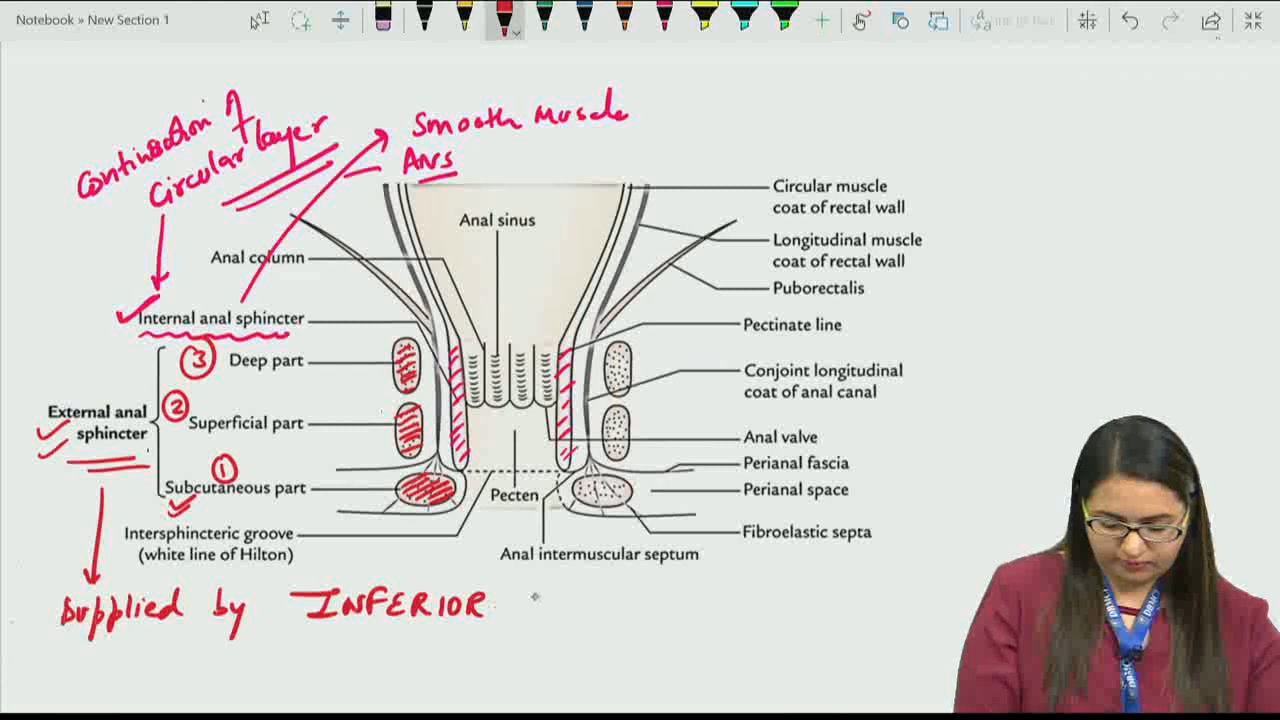 Notebook » New Section 1
Continuation of
Circular layer
Smooth Muscle
ANS
Anal sinus
Anal column
Internal anal sphincter
③ Deep part
② Superficial part
External anal
sphincter
① Subcutaneous part
Intersphincteric groove
(white line of Hilton)
Pecten
Anal intermuscular septum
Circular muscle
coat of rectal wall
Longitudinal muscle
coat of rectal wall
Puborectalis
Pectinate line
Conjoint longitudinal
coat of anal canal
Anal valve
Perianal fascia
Perianal space
Fibroelastic septa
Supplied by INFERIOR